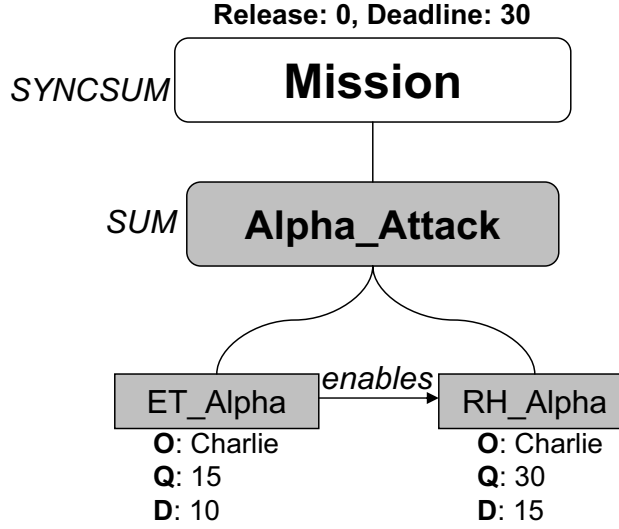 Release: 0, Deadline: 30
SYNCSUM
Mission
SUM
Alpha_Attack
enables
ET_Alpha
RH_Alpha
O: Charlie
O: Charlie
Q: 15
Q: 30
D: 10
D: 15